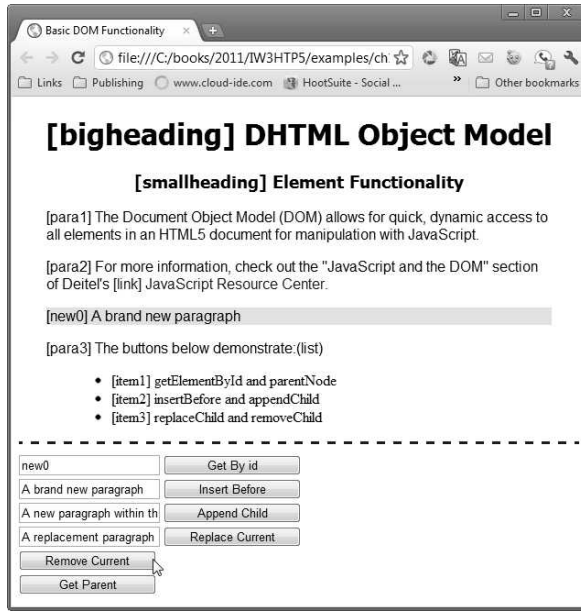 Basic DOM Functionality
file:///C:/books/2011/IW3HTP5/examples/ch
Links Publishing www.cloud-ide.com HootSuite - Social ... » Other bookmarks
[bigheading] DHTML Object Model
[smallheading] Element Functionality
[para1] The Document Object Model (DOM) allows for quick, dynamic access to
all elements in an HTML5 document for manipulation with JavaScript.
[para2] For more information, check out the "JavaScript and the DOM" section
of Deitel's [link] JavaScript Resource Center.
[new0] A brand new paragraph
[para3] The buttons below demonstrate:(list)
• [item1] getElementById and parentNode
• [item2] insertBefore and appendChild
• [item3] replaceChild and removeChild
new0 Get By id
A brand new paragraph Insert Before
A new paragraph within th Append Child
A replacement paragraph Replace Current
Remove Current
Get Parent